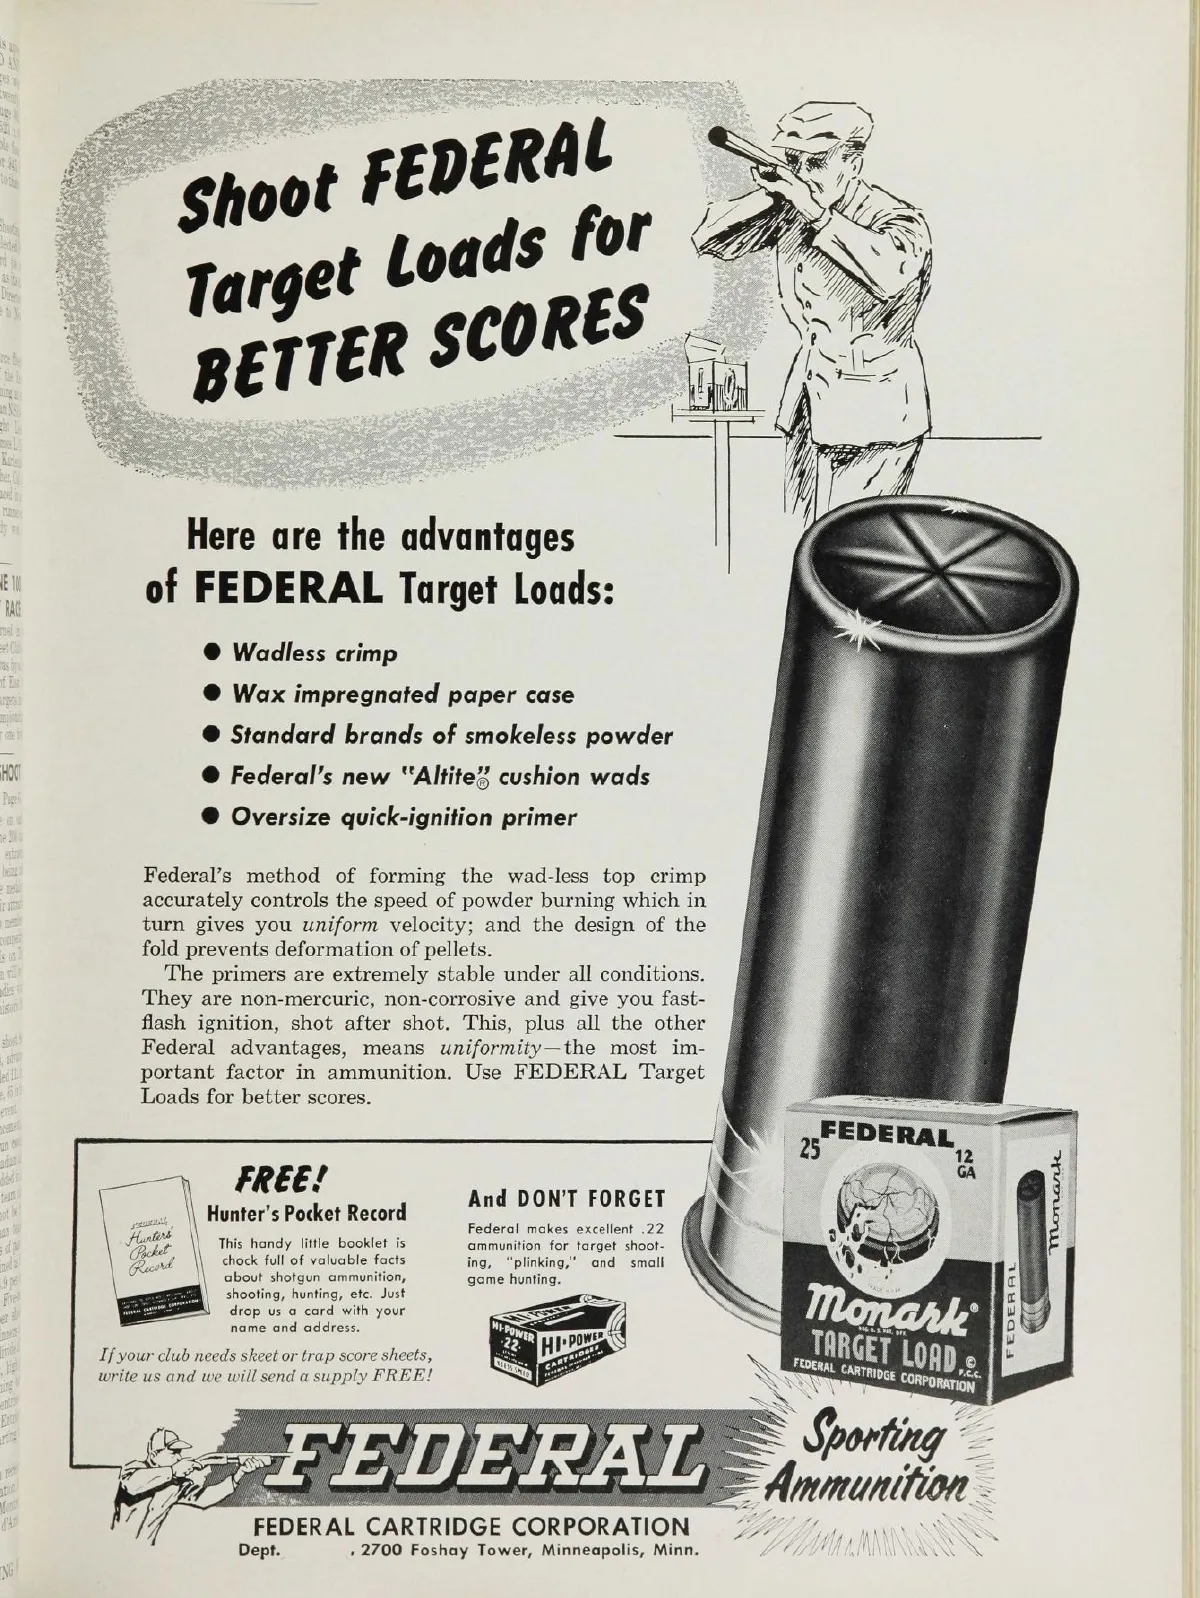 Shoot FEDERAL
Target Loads for
BETTER SCORES
Here are the advantages
of FEDERAL Target Loads:
● Wadless crimp
● Wax impregnated paper case
● Standard brands of smokeless powder
● Federal's new "Altite"® cushion wads
● Oversize quick-ignition primer
Federal's method of forming the wad-less top crimp
accurately controls the speed of powder burning which in
turn gives you uniform velocity; and the design of the
fold prevents deformation of pellets.
The primers are extremely stable under all conditions.
They are non-mercuric, non-corrosive and give you fast-
flash ignition, shot after shot. This, plus all the other
Federal advantages, means uniformity—the most im-
portant factor in ammunition. Use FEDERAL Target
Loads for better scores.
FREE!
Hunter's Pocket Record
This handy little booklet is
chock full of valuable facts
about shotgun ammunition,
shooting, hunting, etc. Just
drop us a card with your
name and address.
Hunters'
Pocket
Record
If your club needs skeet or trap score sheets,
write us and we will send a supply FREE!
And DON'T FORGET
Federal makes excellent .22
ammunition for target shoot-
ing, "plinking," and small
game hunting.
HI-POWER
22
HI-POWER
CARTRIDGES
25 FEDERAL 12
GA
Monark®
TARGET LOAD
©
F.C.C.
FEDERAL CARTRIDGE CORPORATION
Monark
FEDERAL
FEDERAL
Sporting
Ammunition
FEDERAL CARTRIDGE CORPORATION
Dept. , 2700 Foshay Tower, Minneapolis, Minn.